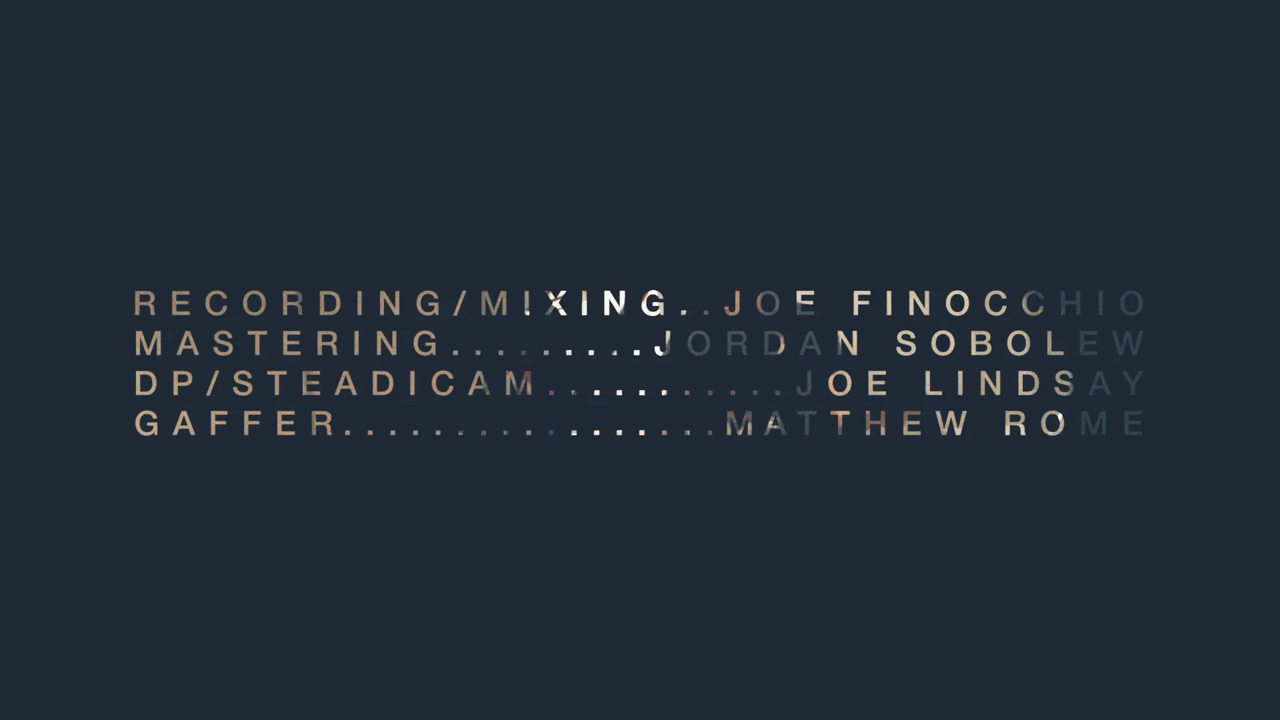 RECORDING/MIXING..JOE FINOCCHIO
MASTERING.........JORDAN SOBOLEW
DP/STEADICAM...........JOE LINDSAY
GAFFER.................MATTHEW ROME